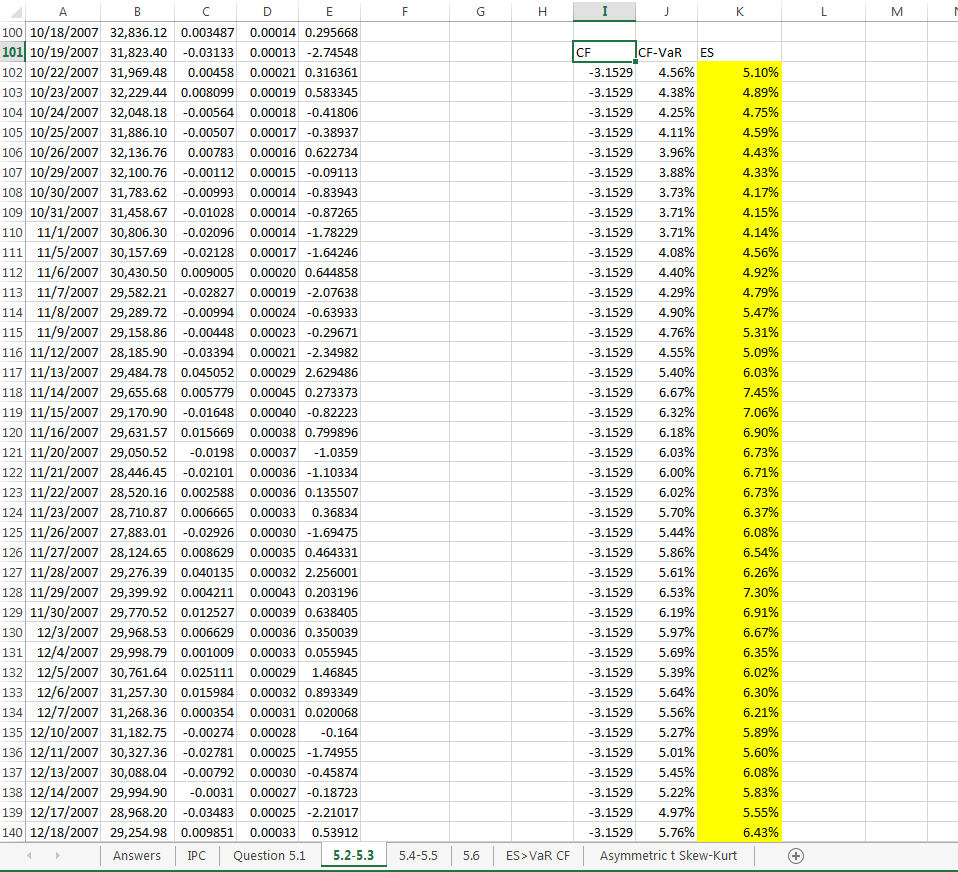 A B C D E F G H I J K L M N
100 10/18/2007 32,836.12 0.003487 0.00014 0.295668
101 10/19/2007 31,823.40 -0.03133 0.00013 -2.74548 CF CF-VaR ES
102 10/22/2007 31,969.48 0.00458 0.00021 0.316361 -3.1529 4.56% 5.10%
103 10/23/2007 32,229.44 0.008099 0.00019 0.583345 -3.1529 4.38% 4.89%
104 10/24/2007 32,048.18 -0.00564 0.00018 -0.41806 -3.1529 4.25% 4.75%
105 10/25/2007 31,886.10 -0.00507 0.00017 -0.38937 -3.1529 4.11% 4.59%
106 10/26/2007 32,136.76 0.00783 0.00016 0.622734 -3.1529 3.96% 4.43%
107 10/29/2007 32,100.76 -0.00112 0.00015 -0.09113 -3.1529 3.88% 4.33%
108 10/30/2007 31,783.62 -0.00993 0.00014 -0.83943 -3.1529 3.73% 4.17%
109 10/31/2007 31,458.67 -0.01028 0.00014 -0.87265 -3.1529 3.71% 4.15%
110 11/1/2007 30,806.30 -0.02096 0.00014 -1.78229 -3.1529 3.71% 4.14%
111 11/5/2007 30,157.69 -0.02128 0.00017 -1.64246 -3.1529 4.08% 4.56%
112 11/6/2007 30,430.50 0.009005 0.00020 0.644858 -3.1529 4.40% 4.92%
113 11/7/2007 29,582.21 -0.02827 0.00019 -2.07638 -3.1529 4.29% 4.79%
114 11/8/2007 29,289.72 -0.00994 0.00024 -0.63933 -3.1529 4.90% 5.47%
115 11/9/2007 29,158.86 -0.00448 0.00023 -0.29671 -3.1529 4.76% 5.31%
116 11/12/2007 28,185.90 -0.03394 0.00021 -2.34982 -3.1529 4.55% 5.09%
117 11/13/2007 29,484.78 0.045052 0.00029 2.629486 -3.1529 5.40% 6.03%
118 11/14/2007 29,655.68 0.005779 0.00045 0.273373 -3.1529 6.67% 7.45%
119 11/15/2007 29,170.90 -0.01648 0.00040 -0.82223 -3.1529 6.32% 7.06%
120 11/16/2007 29,631.57 0.015669 0.00038 0.799896 -3.1529 6.18% 6.90%
121 11/20/2007 29,050.52 -0.0198 0.00037 -1.0359 -3.1529 6.03% 6.73%
122 11/21/2007 28,446.45 -0.02101 0.00036 -1.10334 -3.1529 6.00% 6.71%
123 11/22/2007 28,520.16 0.002588 0.00036 0.135507 -3.1529 6.02% 6.73%
124 11/23/2007 28,710.87 0.006665 0.00033 0.36834 -3.1529 5.70% 6.37%
125 11/26/2007 27,883.01 -0.02926 0.00030 -1.69475 -3.1529 5.44% 6.08%
126 11/27/2007 28,124.65 0.008629 0.00035 0.464331 -3.1529 5.86% 6.54%
127 11/28/2007 29,276.39 0.040135 0.00032 2.256001 -3.1529 5.61% 6.26%
128 11/29/2007 29,399.92 0.004211 0.00043 0.203196 -3.1529 6.53% 7.30%
129 11/30/2007 29,770.52 0.012527 0.00039 0.638405 -3.1529 6.19% 6.91%
130 12/3/2007 29,968.53 0.006629 0.00036 0.350039 -3.1529 5.97% 6.67%
131 12/4/2007 29,998.79 0.001009 0.00033 0.055945 -3.1529 5.69% 6.35%
132 12/5/2007 30,761.64 0.025111 0.00029 1.46845 -3.1529 5.39% 6.02%
133 12/6/2007 31,257.30 0.015984 0.00032 0.893349 -3.1529 5.64% 6.30%
134 12/7/2007 31,268.36 0.000354 0.00031 0.020068 -3.1529 5.56% 6.21%
135 12/10/2007 31,182.75 -0.00274 0.00028 -0.164 -3.1529 5.27% 5.89%
136 12/11/2007 30,327.36 -0.02781 0.00025 -1.74955 -3.1529 5.01% 5.60%
137 12/13/2007 30,088.04 -0.00792 0.00030 -0.45874 -3.1529 5.45% 6.08%
138 12/14/2007 29,994.90 -0.0031 0.00027 -0.18723 -3.1529 5.22% 5.83%
139 12/17/2007 28,968.20 -0.03483 0.00025 -2.21017 -3.1529 4.97% 5.55%
140 12/18/2007 29,254.98 0.009851 0.00033 0.53912 -3.1529 5.76% 6.43%
Answers IPC Question 5.1 5.2-5.3 5.4-5.5 5.6 ES>VaR CF Asymmetric t Skew-Kurt